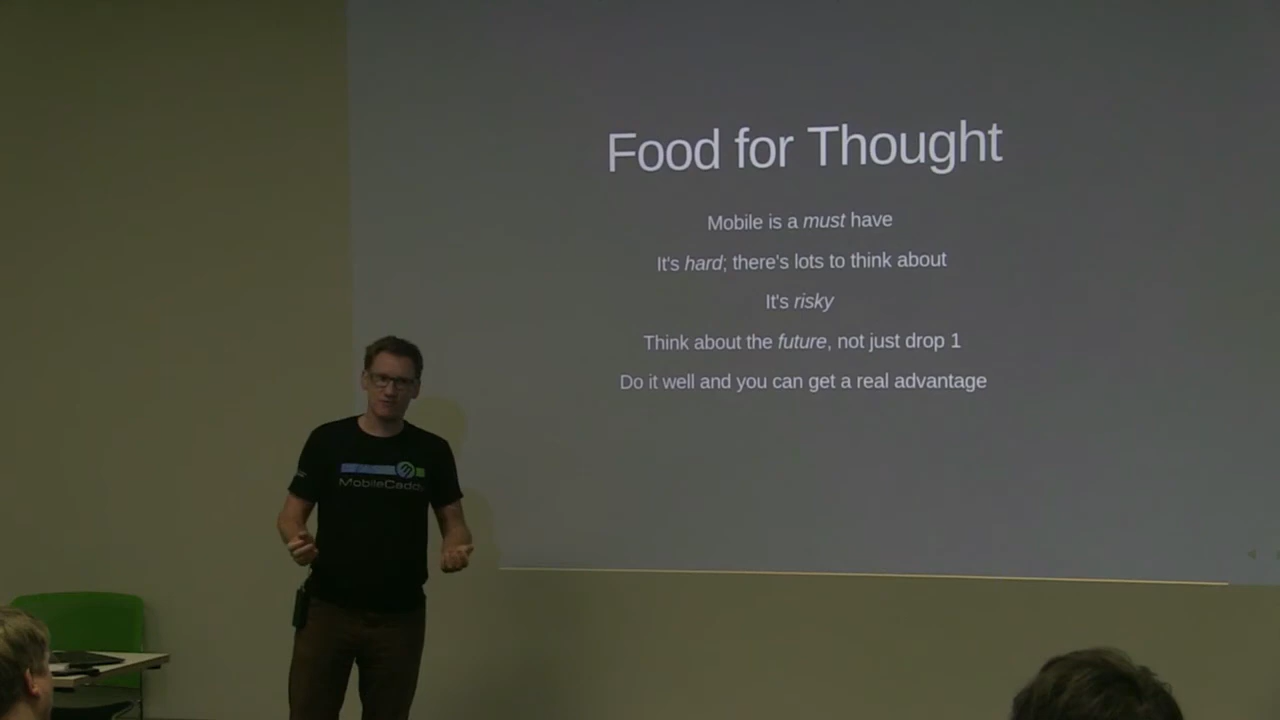 Food for Thought
Mobile is a must have
It's hard; there's lots to think about
It's risky
Think about the future, not just drop 1
Do it well and you can get a real advantage
MobileCaddy